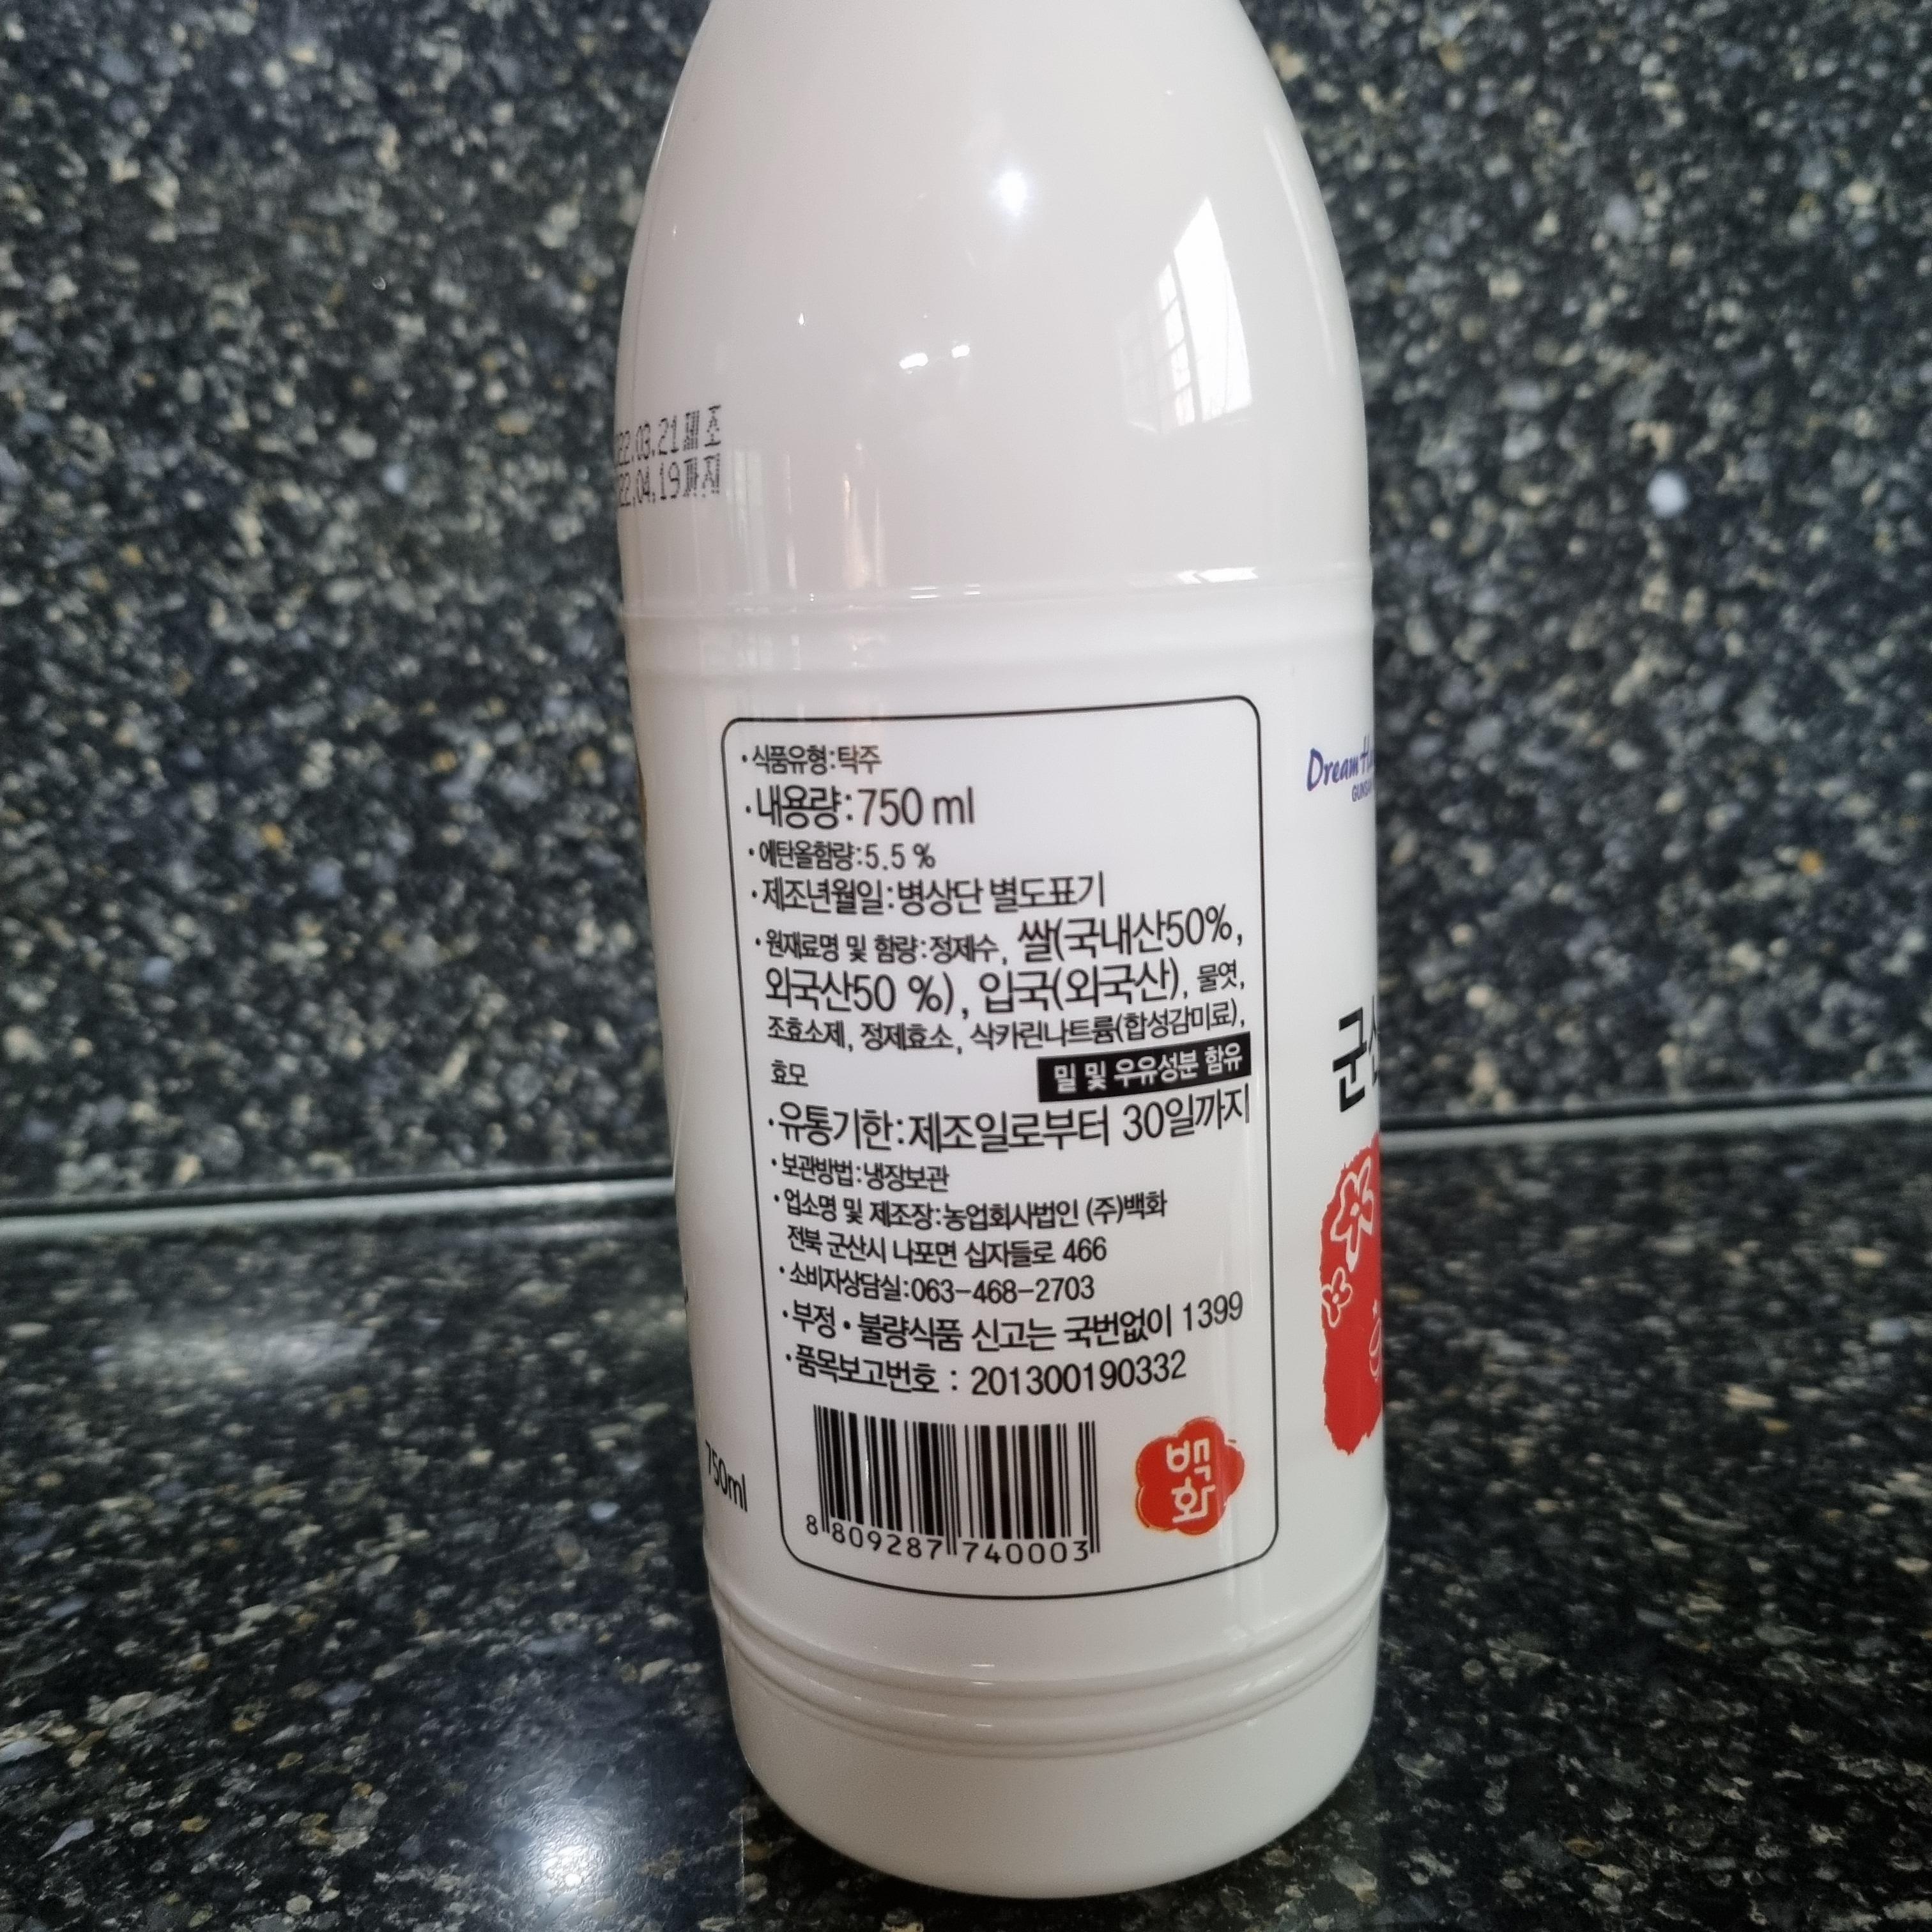 22.03.21제조
22.04.19까지
·식품유형:탁주
·내용량:750 ml
·에탄올함량:5.5 %
·제조년월일:병상단 별도표기
·원재료명 및 함량:정제수, 쌀(국내산50%,
외국산50 %), 입국(외국산), 물엿,
조효소제, 정제효소, 삭카린나트륨(합성감미료),
효모 밀 및 우유성분 함유
·유통기한:제조일로부터 30일까지
·보관방법:냉장보관
·업소명 및 제조장:농업회사법인 (주)백화
전북 군산시 나포면 십자들로 466
·소비자상담실:063-468-2703
·부정·불량식품 신고는 국번없이 1399
·품목보고번호 : 201300190332
8 809287 740003
백화
750ml
Dream
군산